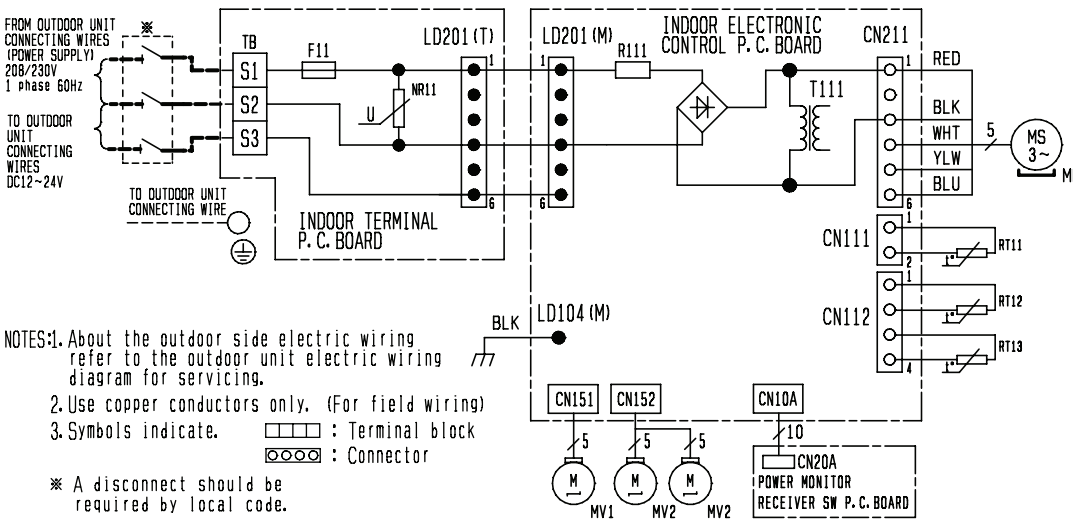 FROM OUTDOOR UNIT
CONNECTING WIRES
(POWER SUPPLY)
208/230V
1 phase 60Hz
※
TO OUTDOOR
UNIT
CONNECTING
WIRES
DC12~24V
TB
S1
S2
S3
F11
NR11
U
LD201(T)
1
6
TO OUTDOOR UNIT
CONNECTING WIRE
INDOOR TERMINAL
P.C.BOARD
LD201(M)
1
6
R111
INDOOR ELECTRONIC
CONTROL P.C.BOARD
T111
CN211
1
6
RED
BLK
WHT
YLW
BLU
5
MS
3~
M
CN111
1
2
RT11
t°
CN112
1
4
RT12
t°
RT13
t°
BLK
LD104(M)
CN151
CN152
CN10A
5
5
5
10
M
M
M
MV1
MV2
MV2
CN20A
POWER MONITOR
RECEIVER SW P.C.BOARD
NOTES:1. About the outdoor side electric wiring
refer to the outdoor unit electric wiring
diagram for servicing.
2. Use copper conductors only. (For field wiring)
3. Symbols indicate.
: Terminal block
: Connector
※ A disconnect should be
required by local code.